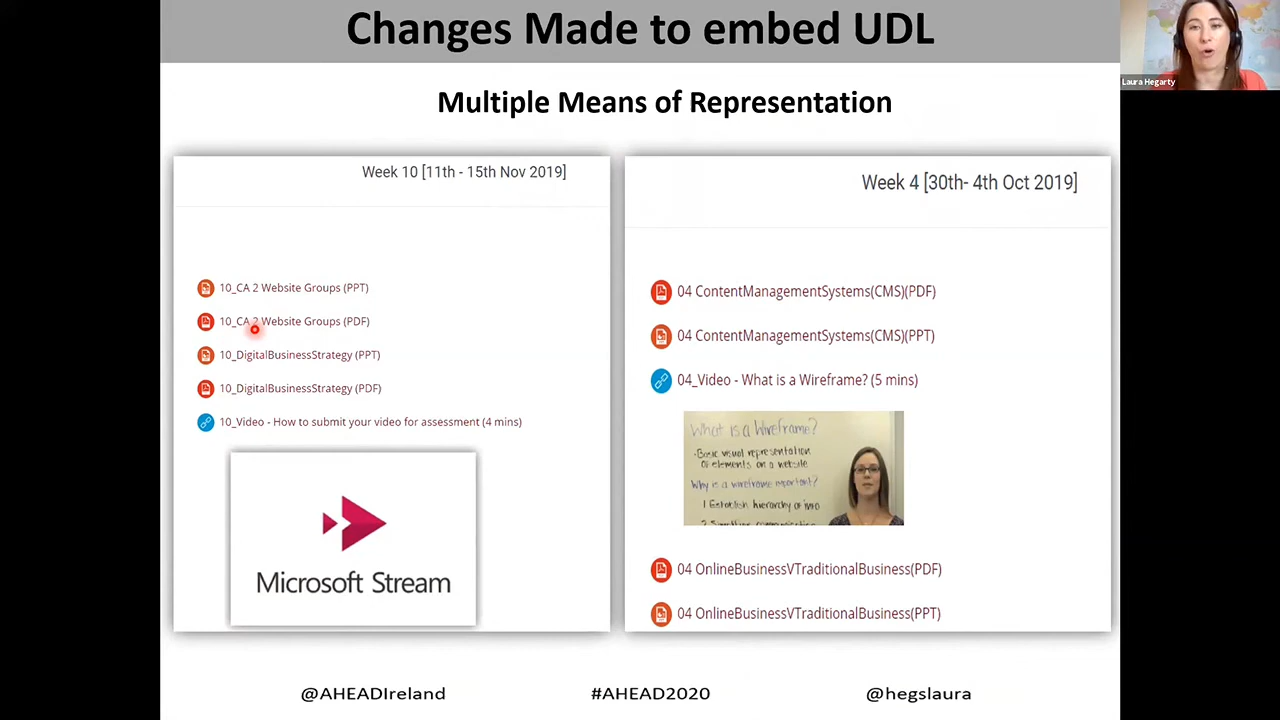 Changes Made to embed UDL
Laura Hegarty
Multiple Means of Representation
Week 10 [11th - 15th Nov 2019]
10_CA 2 Website Groups (PPT)
10_CA 2 Website Groups (PDF)
10_DigitalBusinessStrategy (PPT)
10_DigitalBusinessStrategy (PDF)
10_Video - How to submit your video for assessment (4 mins)
Microsoft Stream
Week 4 [30th- 4th Oct 2019]
04 ContentManagementSystems(CMS)(PDF)
04 ContentManagementSystems(CMS)(PPT)
04_Video - What is a Wireframe? (5 mins)
What is a Wireframe?
-Basic visual representation
of elements on a website
Why is a wireframe important?
1 Establish hierarchy of info
04 OnlineBusinessVTraditionalBusiness(PDF)
04 OnlineBusinessVTraditionalBusiness(PPT)
@AHEADIreland
#AHEAD2020
@hegslaura